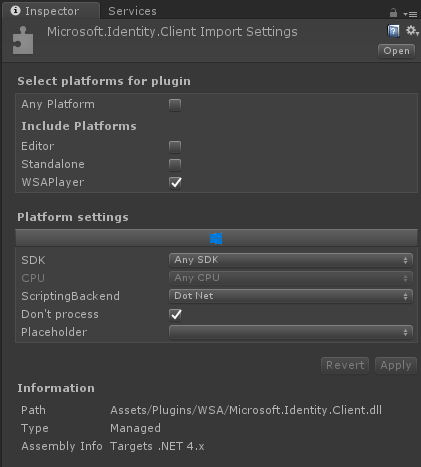 Inspector Services
Microsoft.Identity.Client Import Settings
Open
Select platforms for plugin
Any Platform
Include Platforms
Editor
Standalone
WSAPlayer
Platform settings
SDK Any SDK
CPU Any CPU
ScriptingBackend Dot Net
Don't process
Placeholder
Revert Apply
Information
Path Assets/Plugins/WSA/Microsoft.Identity.Client.dll
Type Managed
Assembly Info Targets .NET 4.x